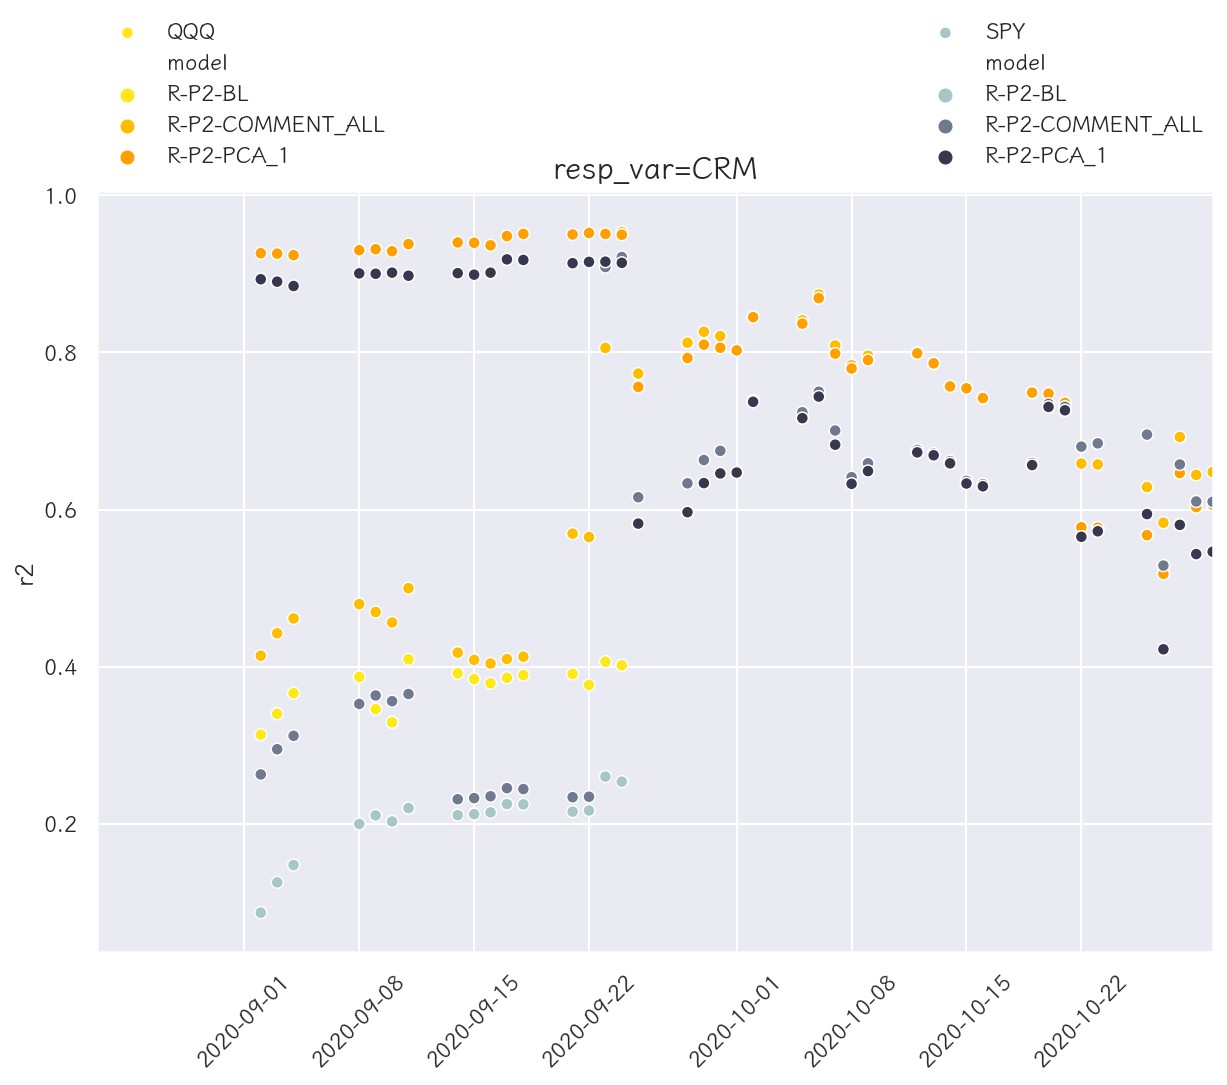 QQQ
model
R-P2-BL
R-P2-COMMENT_ALL
R-P2-PCA_1
SPY
model
R-P2-BL
R-P2-COMMENT_ALL
R-P2-PCA_1
resp_var=CRM
1.0
0.8
0.6
0.4
0.2
r2
2020-09-01
2020-09-08
2020-09-15
2020-09-22
2020-10-01
2020-10-08
2020-10-15
2020-10-22